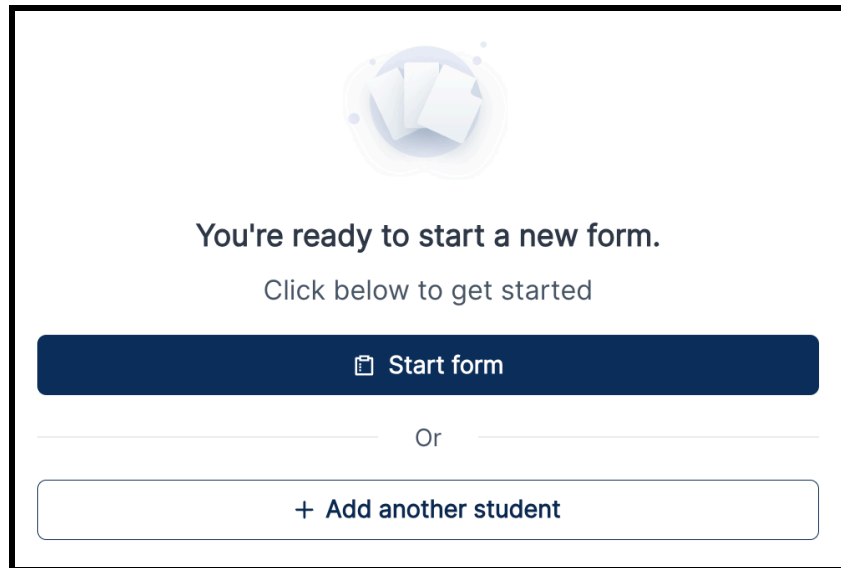 You're ready to start a new form.
Click below to get started
Start form
Or
+ Add another student